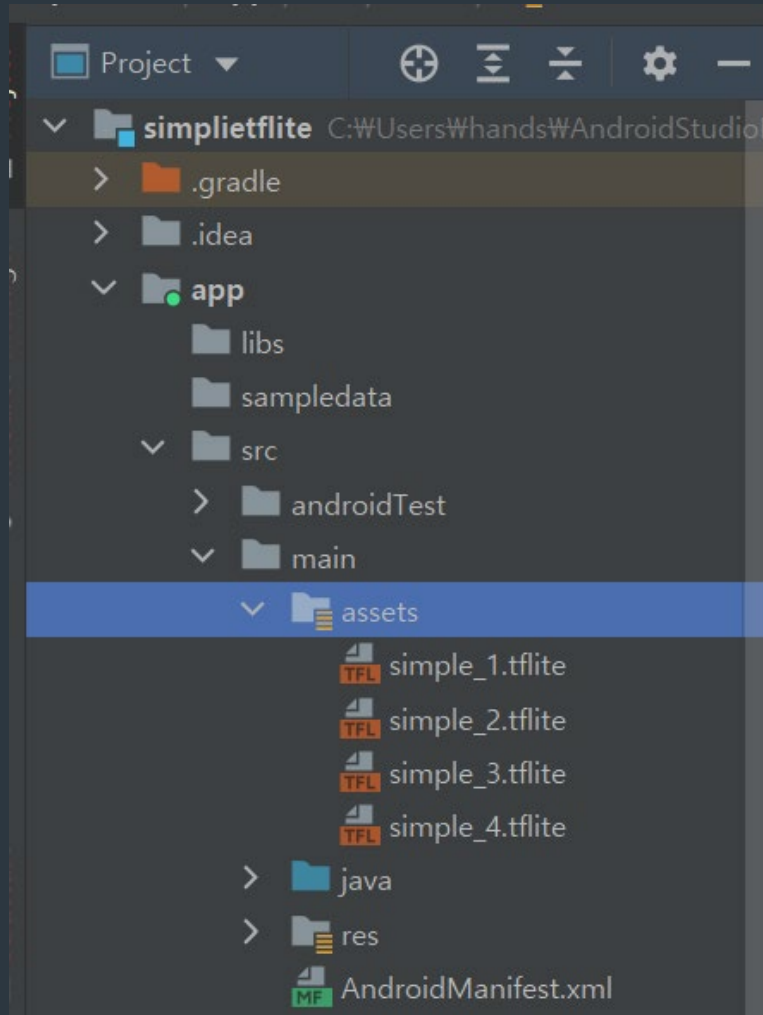 Project
simplietflite C:₩Users₩hands₩AndroidStudio
.gradle
.idea
app
libs
sampledata
src
androidTest
main
assets
TFL simple_1.tflite
TFL simple_2.tflite
TFL simple_3.tflite
TFL simple_4.tflite
java
res
MF AndroidManifest.xml